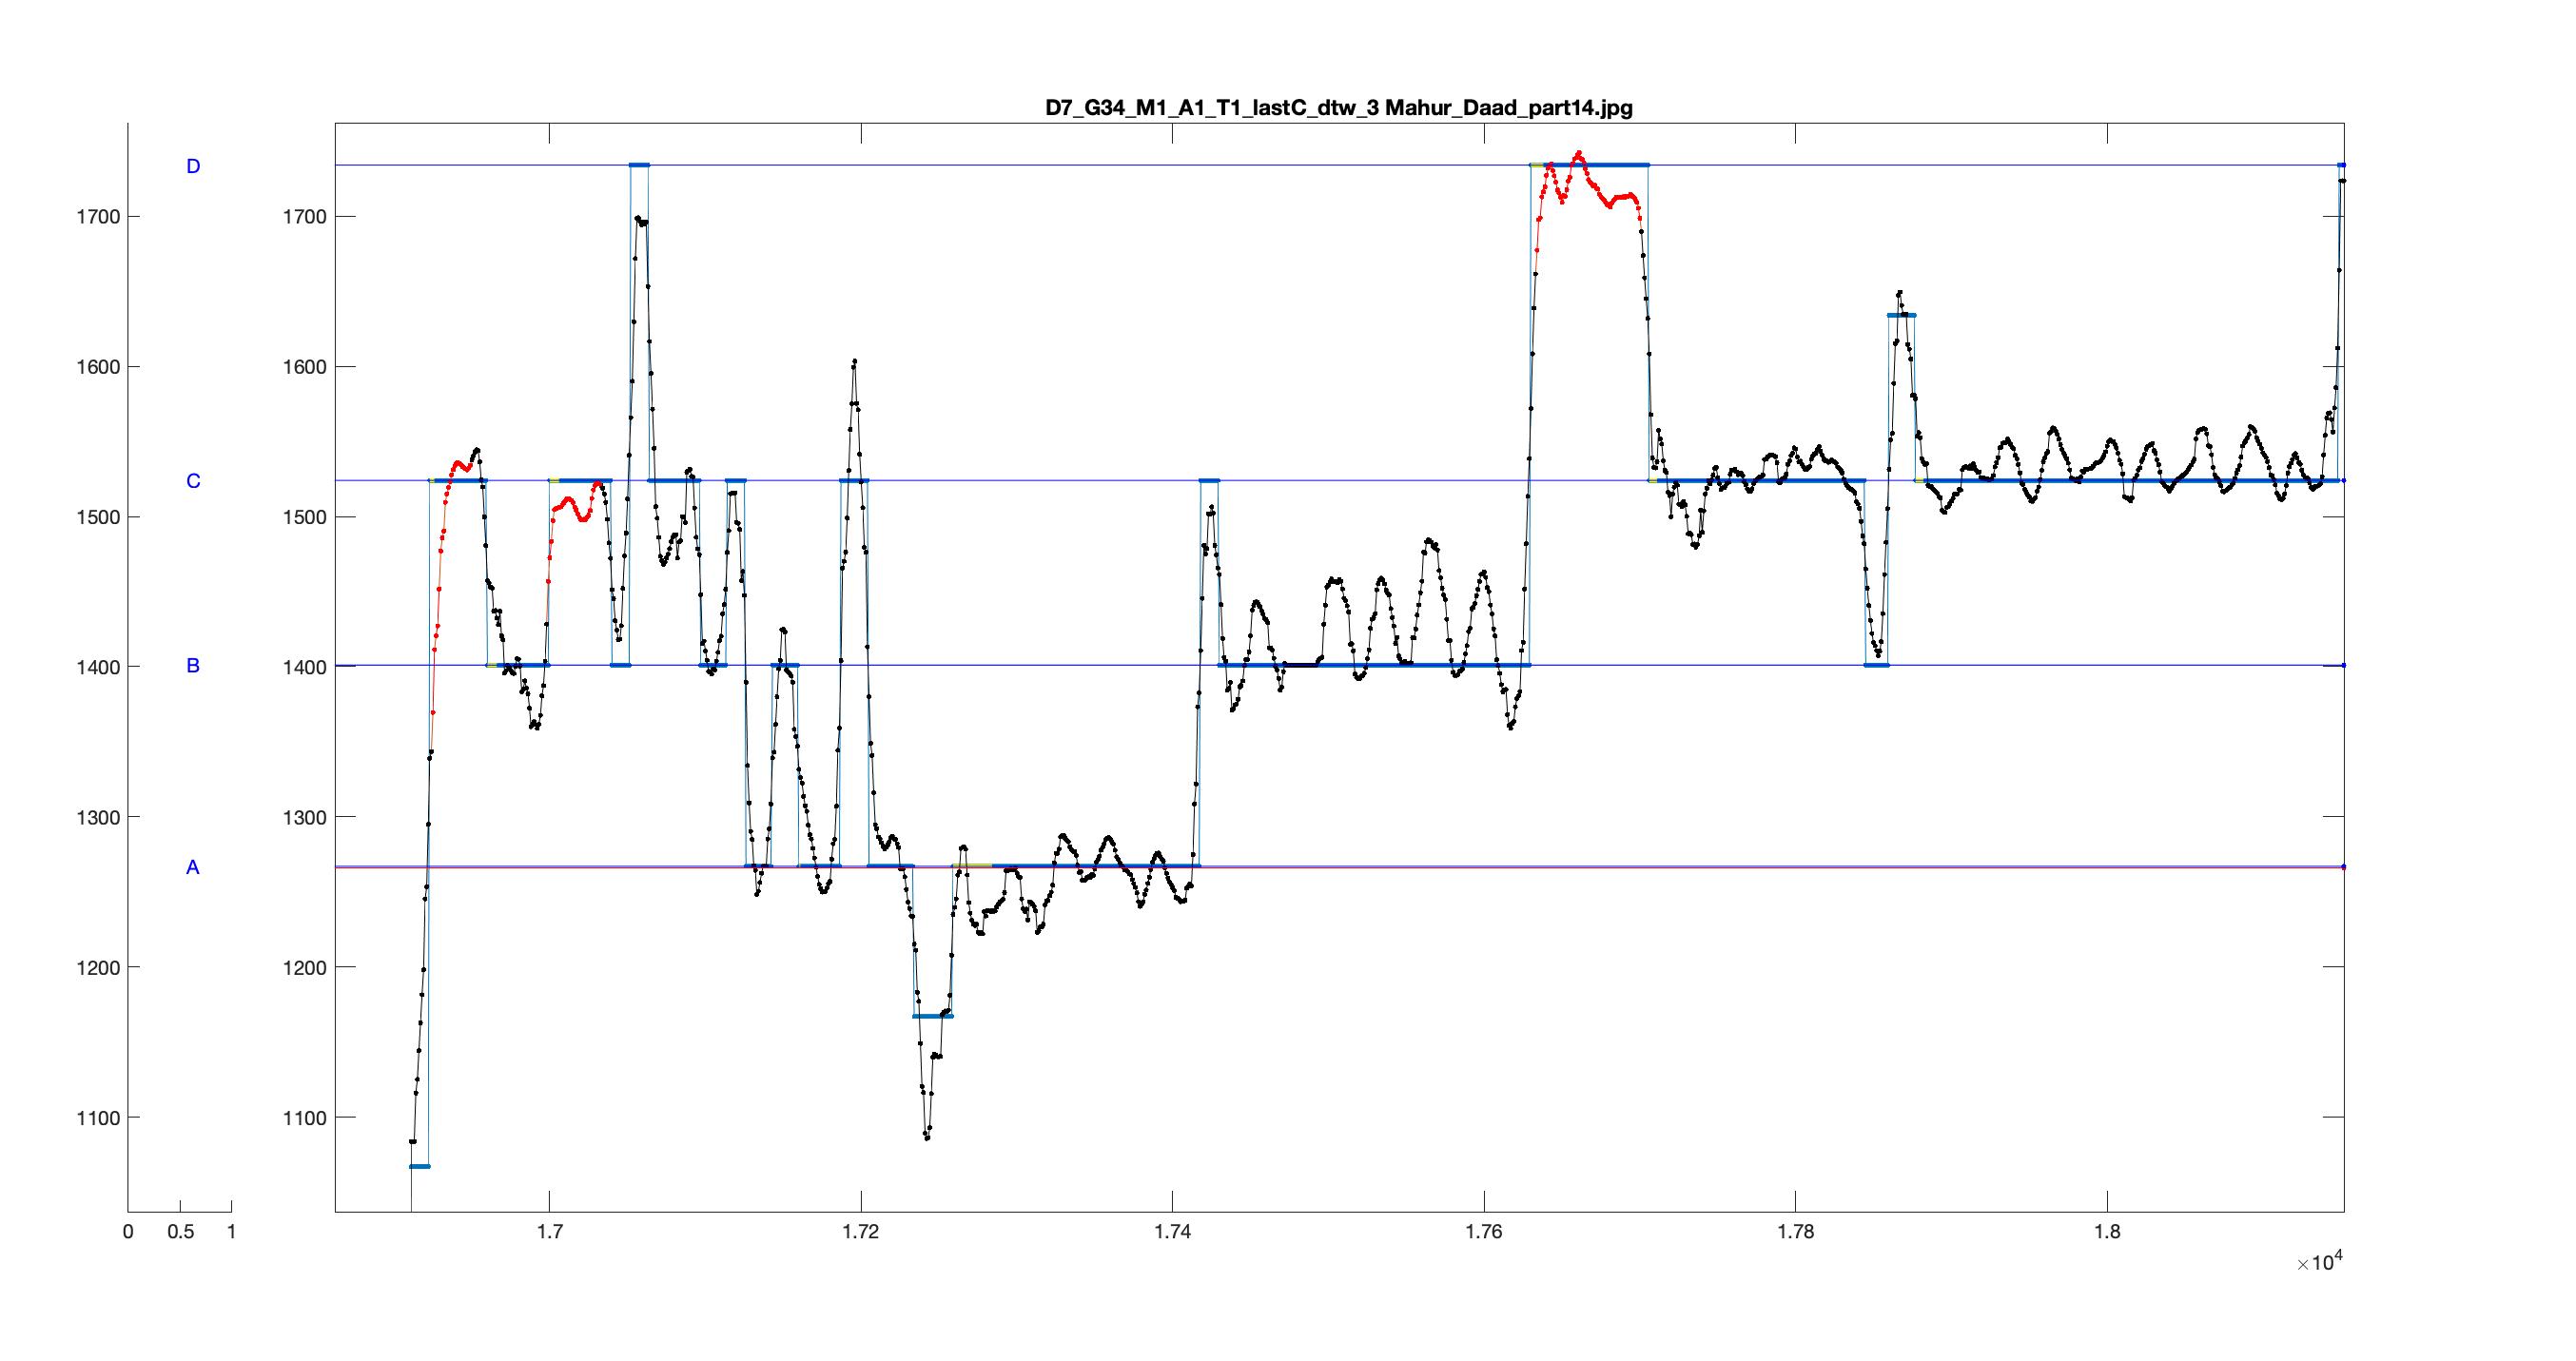 D7_G34_M1_A1_T1_lastC_dtw_3 Mahur_Daad_part14.jpg
D
1700 1700
1600 1600
C
1500 1500
1400 B 1400
1300 1300
A
1200 1200
1100 1100
0 0.5 1 1.7 1.72 1.74 1.76 1.78 1.8
×10⁴